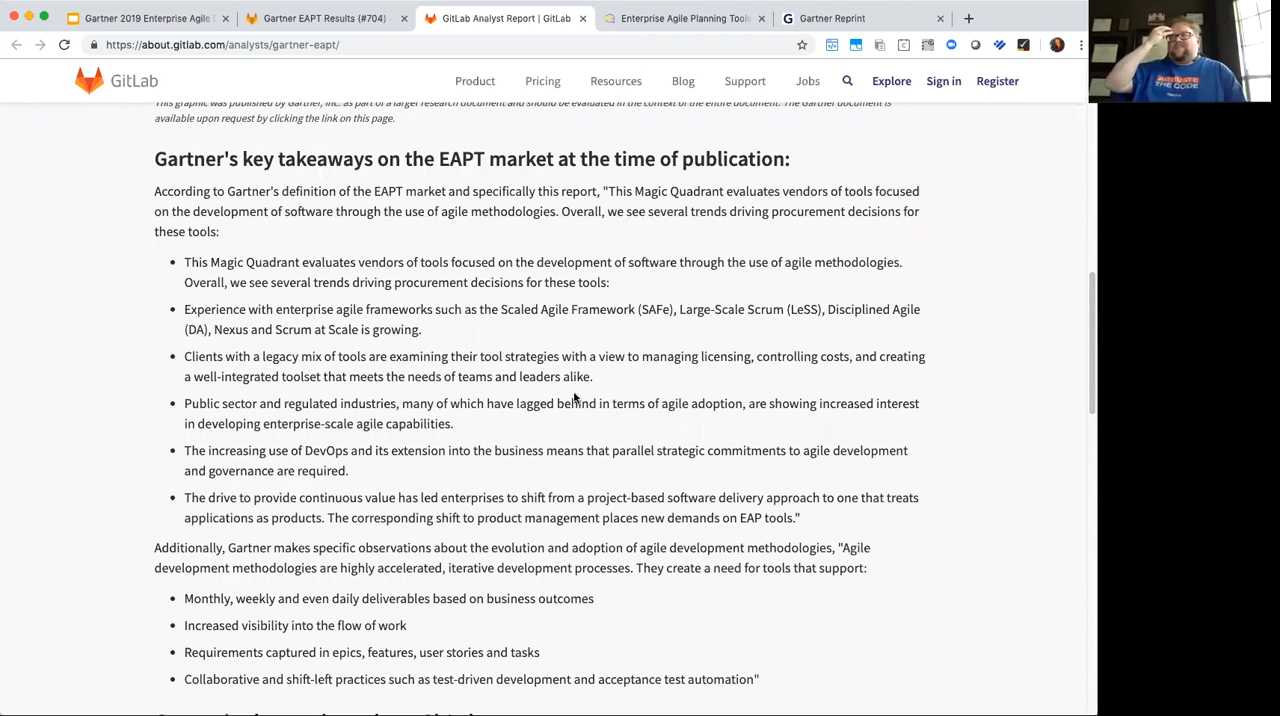 Gartner 2019 Enterprise Agile
Gartner EAPT Results (#704)
GitLab Analyst Report | GitLab
Enterprise Agile Planning Tools
Gartner Reprint
https://about.gitlab.com/analysts/gartner-eapt/
GitLab
Product Pricing Resources Blog Support Jobs Explore Sign in Register
This graphic was published by Gartner, Inc. as part of a larger research document and should be evaluated in the context of the entire document. The Gartner document is
available upon request by clicking the link on this page.
Gartner's key takeaways on the EAPT market at the time of publication:
According to Gartner's definition of the EAPT market and specifically this report, "This Magic Quadrant evaluates vendors of tools focused
on the development of software through the use of agile methodologies. Overall, we see several trends driving procurement decisions for
these tools:
• This Magic Quadrant evaluates vendors of tools focused on the development of software through the use of agile methodologies.
Overall, we see several trends driving procurement decisions for these tools:
• Experience with enterprise agile frameworks such as the Scaled Agile Framework (SAFe), Large-Scale Scrum (LeSS), Disciplined Agile
(DA), Nexus and Scrum at Scale is growing.
• Clients with a legacy mix of tools are examining their tool strategies with a view to managing licensing, controlling costs, and creating
a well-integrated toolset that meets the needs of teams and leaders alike.
• Public sector and regulated industries, many of which have lagged behind in terms of agile adoption, are showing increased interest
in developing enterprise-scale agile capabilities.
• The increasing use of DevOps and its extension into the business means that parallel strategic commitments to agile development
and governance are required.
• The drive to provide continuous value has led enterprises to shift from a project-based software delivery approach to one that treats
applications as products. The corresponding shift to product management places new demands on EAP tools."
Additionally, Gartner makes specific observations about the evolution and adoption of agile development methodologies, "Agile
development methodologies are highly accelerated, iterative development processes. They create a need for tools that support:
• Monthly, weekly and even daily deliverables based on business outcomes
• Increased visibility into the flow of work
• Requirements captured in epics, features, user stories and tasks
• Collaborative and shift-left practices such as test-driven development and acceptance test automation"
THE CODE